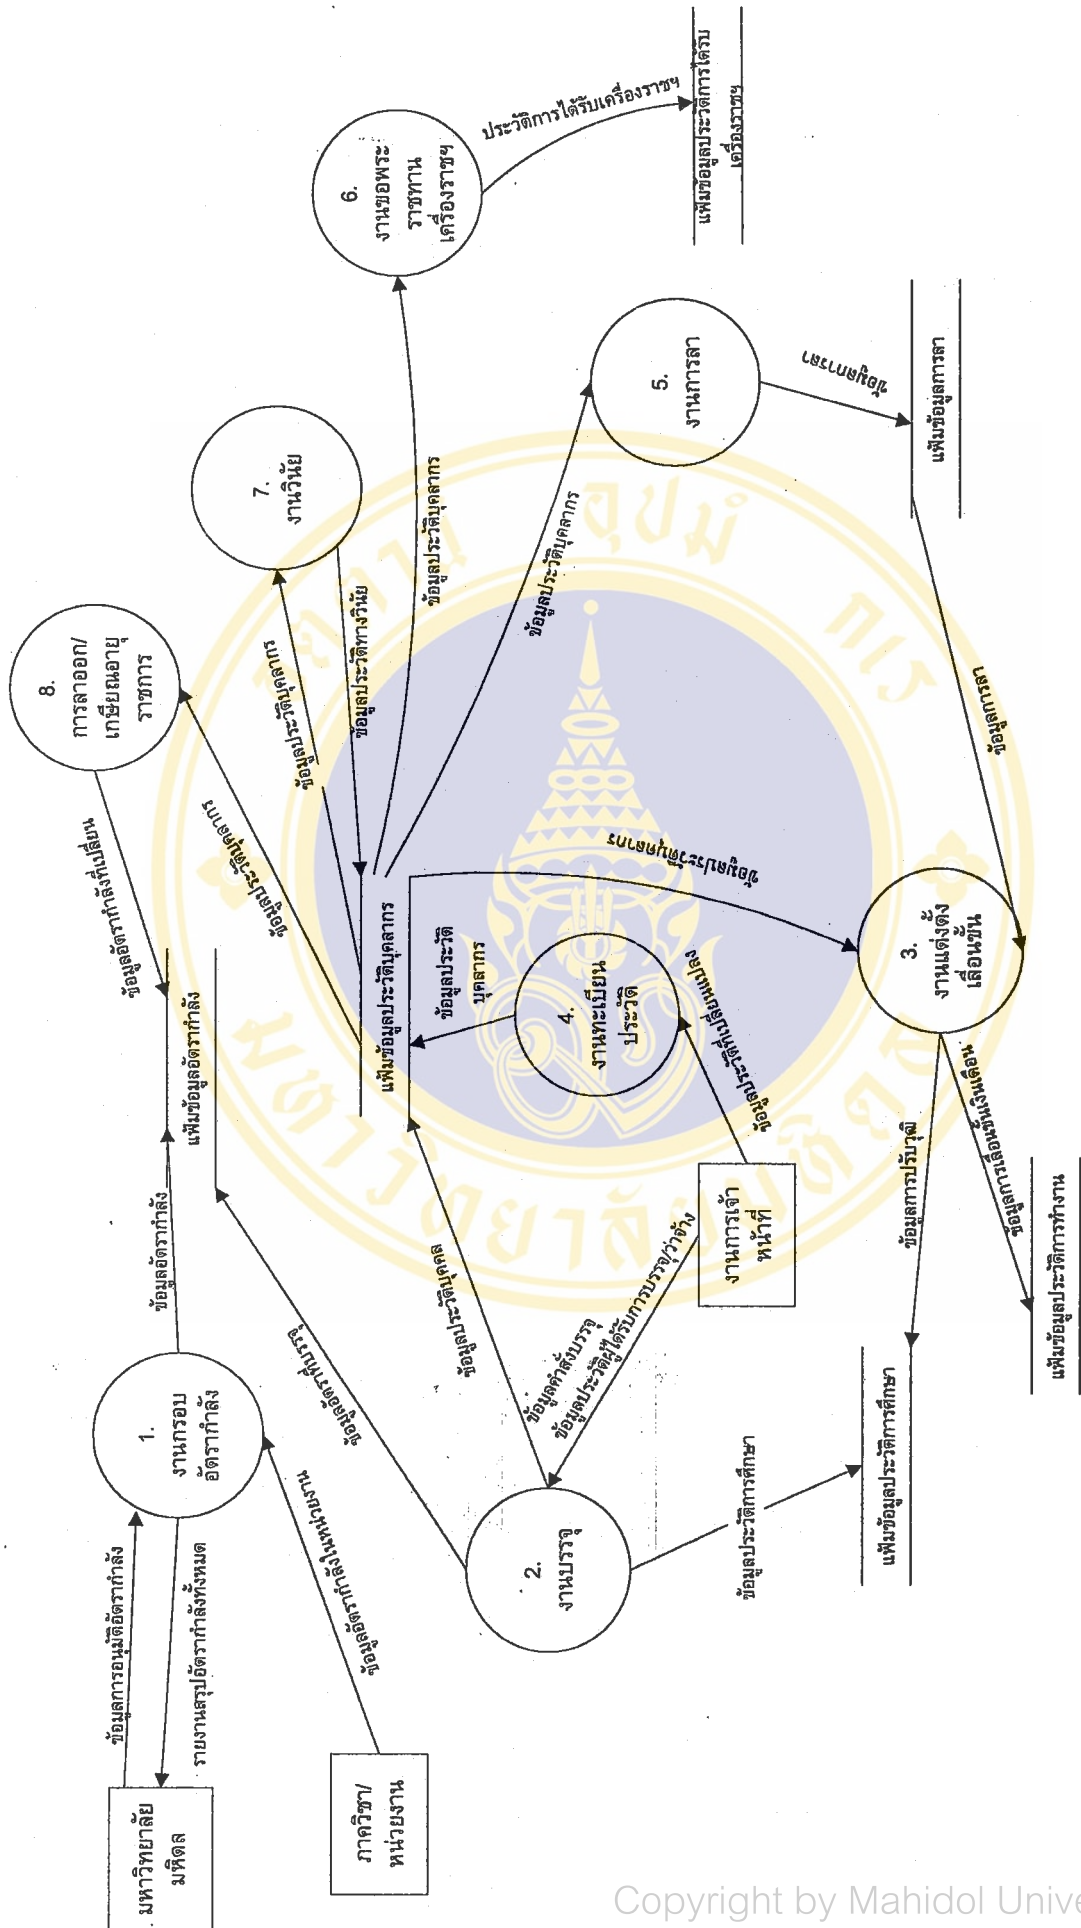 มหาวิทยาลัย
มหิดล
ข้อมูลการอนุมัติอัตรากำลัง
รายงานสรุปอัตรากำลังทั้งหมด
ภาควิชา/
หน่วยงาน
ข้อมูลอัตรากำลังในหน่วยงาน
1.
งานกรอบ
อัตรากำลัง
ข้อมูลอัตรากำลัง
แฟ้มข้อมูลอัตรากำลัง
ข้อมูลอัตรากำลังที่เปลี่ยน
8.
การลาออก/
เกษียณอายุ
ราชการ
ข้อมูลประวัติบุคลากร
ข้อมูลอัตราที่บรรจุ
2.
งานบรรจุ
ข้อมูลประวัติบุคคล
ข้อมูลคำสั่งบรรจุ
ข้อมูลประวัติผู้ได้รับการบรรจุ/ว่าจ้าง
ข้อมูลประวัติการศึกษา
แฟ้มข้อมูลประวัติการศึกษา
งานการเจ้า
หน้าที่
ข้อมูลประวัติที่เปลี่ยนแปลง
4.
งานทะเบียน
ประวัติ
ข้อมูลประวัติ
บุคลากร
แฟ้มข้อมูลประวัติบุคลากร
ข้อมูลประวัติบุคลากร
ข้อมูลประวัติทางวินัย
7.
งานวินัย
ข้อมูลประวัติบุคลากร
6.
งานขอพระ
ราชทาน
เครื่องราชฯ
ประวัติการได้รับเครื่องราชฯ
แฟ้มข้อมูลประวัติการได้รับ
เครื่องราชฯ
ข้อมูลประวัติบุคลากร
5.
งานการลา
ข้อมูลการลา
แฟ้มข้อมูลการลา
ข้อมูลการลา
ข้อมูลประวัติบุคลากร
3.
งานแต่งตั้ง
เลื่อนขั้น
ข้อมูลการปรับวุฒิ
ข้อมูลการเลื่อนขั้นเงินเดือน
แฟ้มข้อมูลประวัติการทำงาน
อตฺตานํ อุปมํ กเร
มหาวิทยาลัยมหิดล
Copyright by Mahidol Unive